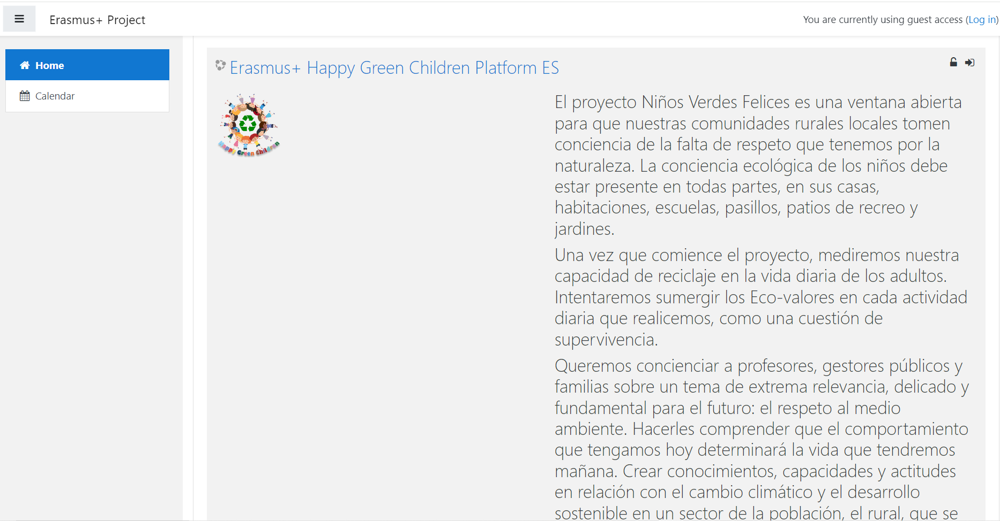 Erasmus+ Project
You are currently using guest access (Log in)
Home
Calendar
Erasmus+ Happy Green Children Platform ES
Happy Green Children
El proyecto Niños Verdes Felices es una ventana abierta
para que nuestras comunidades rurales locales tomen
conciencia de la falta de respeto que tenemos por la
naturaleza. La conciencia ecológica de los niños debe
estar presente en todas partes, en sus casas,
habitaciones, escuelas, pasillos, patios de recreo y
jardines.
Una vez que comience el proyecto, mediremos nuestra
capacidad de reciclaje en la vida diaria de los adultos.
Intentaremos sumergir los Eco-valores en cada actividad
diaria que realicemos, como una cuestión de
supervivencia.
Queremos concienciar a profesores, gestores públicos y
familias sobre un tema de extrema relevancia, delicado y
fundamental para el futuro: el respeto al medio
ambiente. Hacerles comprender que el comportamiento
que tengamos hoy determinará la vida que tendremos
mañana. Crear conocimientos, capacidades y actitudes
en relación con el cambio climático y el desarrollo
sostenible en un sector de la población, el rural, que se